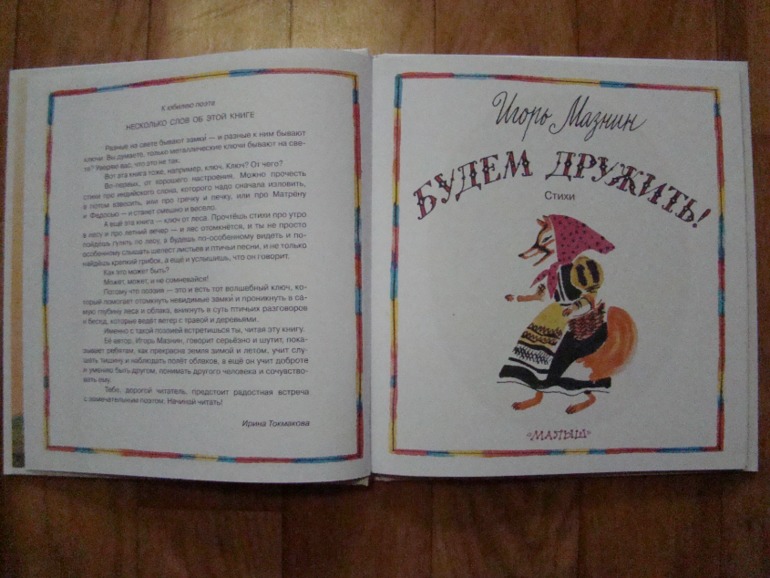 К юбилею поэта
НЕСКОЛЬКО СЛОВ ОБ ЭТОЙ КНИГЕ
Разные на свете бывают замки — и разные к ним бывают
ключи. Вы думаете, только металлические ключи бывают на све-
те? Уверяю вас, что это не так.
Вот эта книга тоже, например, ключ. Ключ? От чего?
Во-первых, от хорошего настроения. Можно прочесть
стихи про индийского слона, которого надо сначала изловить,
а потом взвесить, или про гречку и печку, или про Матрёну
и Федосью — и станет смешно и весело.
А ещё эта книга — ключ от леса. Прочтёшь стихи про утро
в лесу и про летний вечер — и лес отомкнётся, и ты не просто
пойдёшь гулять по лесу, а будешь по-особенному видеть и по-
особенному слышать шелест листьев и птичьи песни, и не только
найдёшь крепкий грибок, а ещё и услышишь, что он говорит.
Как это может быть?
Может, может, и не сомневайся!
Потому что поэзия — это и есть тот волшебный ключ, ко-
торый помогает отомкнуть невидимые замки и проникнуть в са-
мую глубину леса и облака, вникнуть в суть птичьих разговоров
и бесед, которые ведёт ветер с травой и деревьями.
Именно с такой поэзией встретишься ты, читая эту книгу.
Её автор, Игорь Мазнин, говорит серьёзно и шутит, пока-
зывает ребятам, как прекрасна земля зимой и летом, учит слу-
шать тишину и наблюдать полёт облаков, а ещё он учит доброте
и умению быть другом, понимать другого человека и сочувство-
вать ему.
Тебе, дорогой читатель, предстоит радостная встреча
с замечательным поэтом. Начинай читать!
Ирина Токмакова
Игорь Мазнин
БУДЕМ ДРУЖИТЬ!
Стихи
«МАЛЫШ»